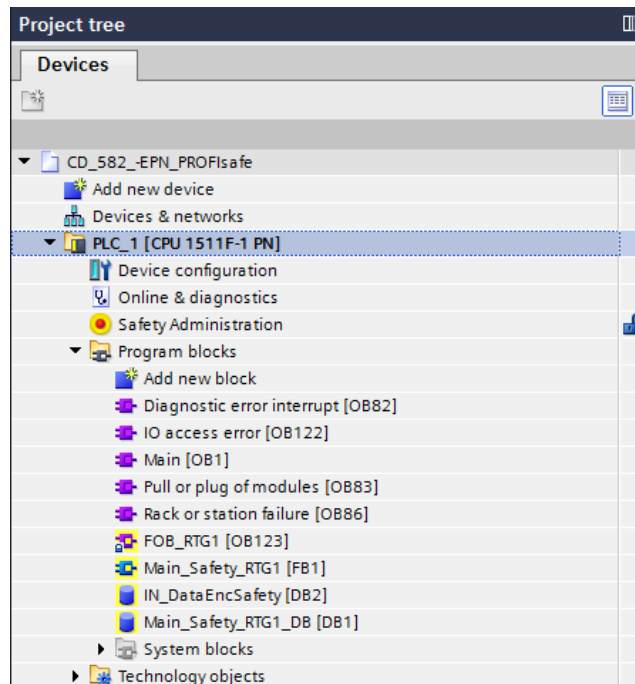 Project tree
Devices
CD_582_-EPN_PROFIsafe
Add new device
Devices & networks
PLC_1 [CPU 1511F-1 PN]
Device configuration
Online & diagnostics
Safety Administration
Program blocks
Add new block
Diagnostic error interrupt [OB82]
IO access error [OB122]
Main [OB1]
Pull or plug of modules [OB83]
Rack or station failure [OB86]
FOB_RTG1 [OB123]
Main_Safety_RTG1 [FB1]
IN_DataEncSafety [DB2]
Main_Safety_RTG1_DB [DB1]
System blocks
Technology objects